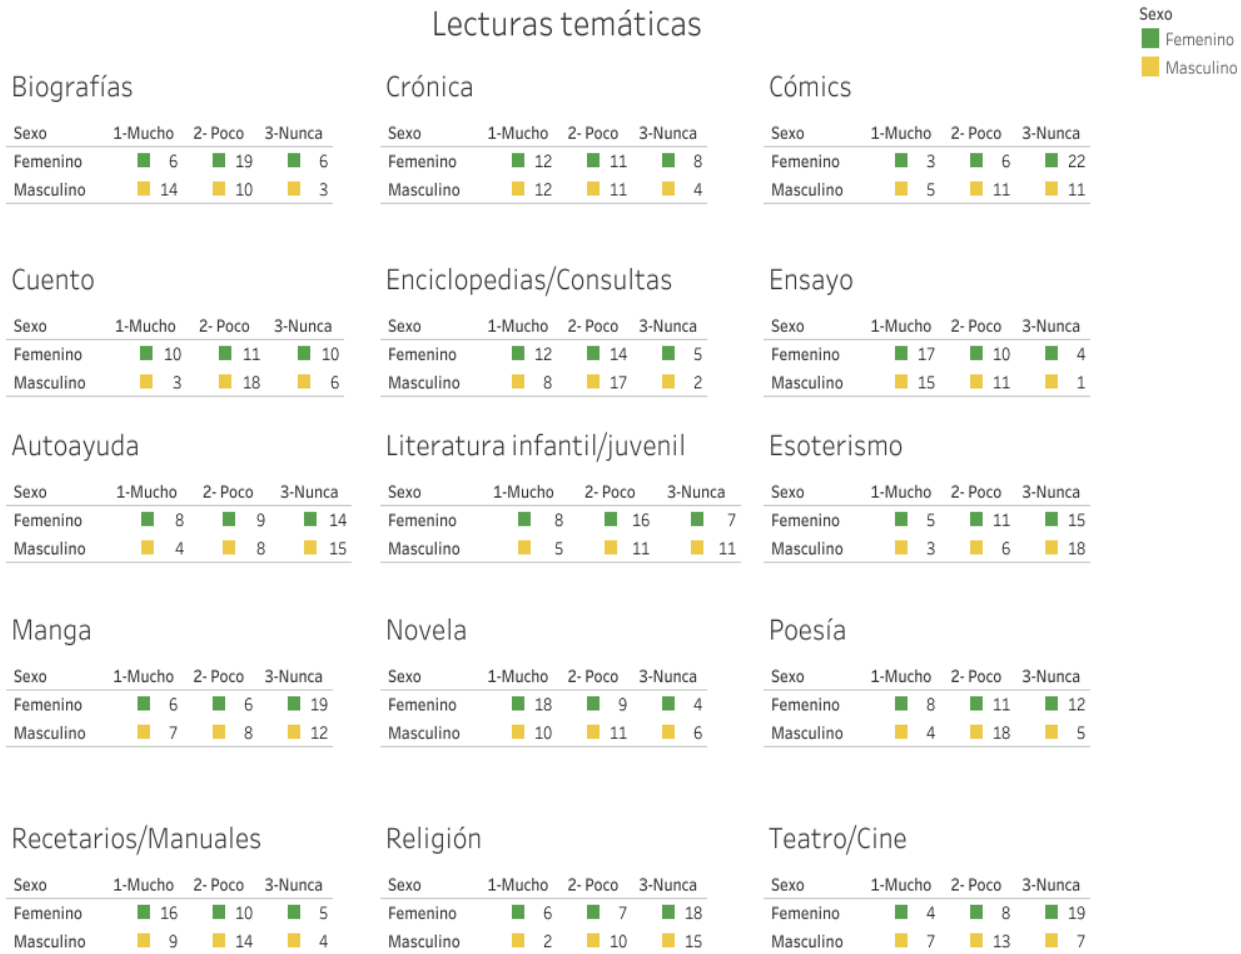 Lecturas temáticas
Sexo
Femenino
Masculino
Biografías
Sexo 1-Mucho 2- Poco 3-Nunca
Femenino 6 19 6
Masculino 14 10 3
Crónica
Sexo 1-Mucho 2- Poco 3-Nunca
Femenino 12 11 8
Masculino 12 11 4
Cómics
Sexo 1-Mucho 2- Poco 3-Nunca
Femenino 3 6 22
Masculino 5 11 11
Cuento
Sexo 1-Mucho 2- Poco 3-Nunca
Femenino 10 11 10
Masculino 3 18 6
Enciclopedias/Consultas
Sexo 1-Mucho 2- Poco 3-Nunca
Femenino 12 14 5
Masculino 8 17 2
Ensayo
Sexo 1-Mucho 2- Poco 3-Nunca
Femenino 17 10 4
Masculino 15 11 1
Autoayuda
Sexo 1-Mucho 2- Poco 3-Nunca
Femenino 8 9 14
Masculino 4 8 15
Literatura infantil/juvenil
Sexo 1-Mucho 2- Poco 3-Nunca
Femenino 8 16 7
Masculino 5 11 11
Esoterismo
Sexo 1-Mucho 2- Poco 3-Nunca
Femenino 5 11 15
Masculino 3 6 18
Manga
Sexo 1-Mucho 2- Poco 3-Nunca
Femenino 6 6 19
Masculino 7 8 12
Novela
Sexo 1-Mucho 2- Poco 3-Nunca
Femenino 18 9 4
Masculino 10 11 6
Poesía
Sexo 1-Mucho 2- Poco 3-Nunca
Femenino 8 11 12
Masculino 4 18 5
Recetarios/Manuales
Sexo 1-Mucho 2- Poco 3-Nunca
Femenino 16 10 5
Masculino 9 14 4
Religión
Sexo 1-Mucho 2- Poco 3-Nunca
Femenino 6 7 18
Masculino 2 10 15
Teatro/Cine
Sexo 1-Mucho 2- Poco 3-Nunca
Femenino 4 8 19
Masculino 7 13 7